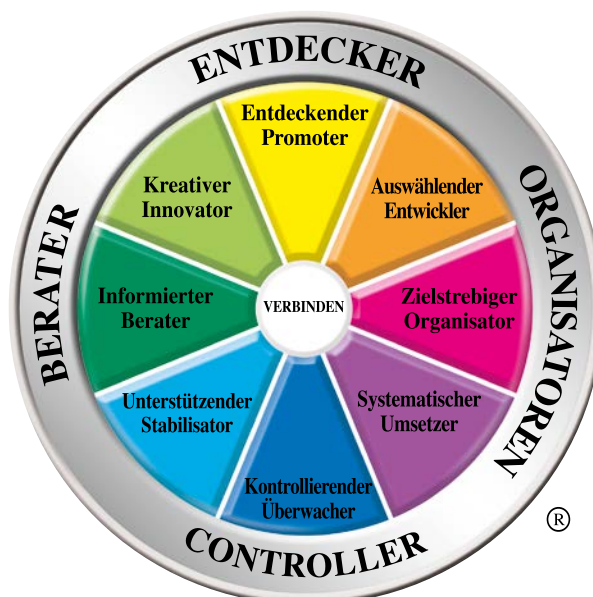 ENTDECKER
Entdeckender
Promoter
Kreativer
Innovator
Auswählender
Entwickler
BERATER
ORGANISATOREN
Informierter
Berater
VERBINDEN
Zielstrebiger
Organisator
Unterstützender
Stabilisator
Systematischer
Umsetzer
Kontrollierender
Überwacher
CONTROLLER
®